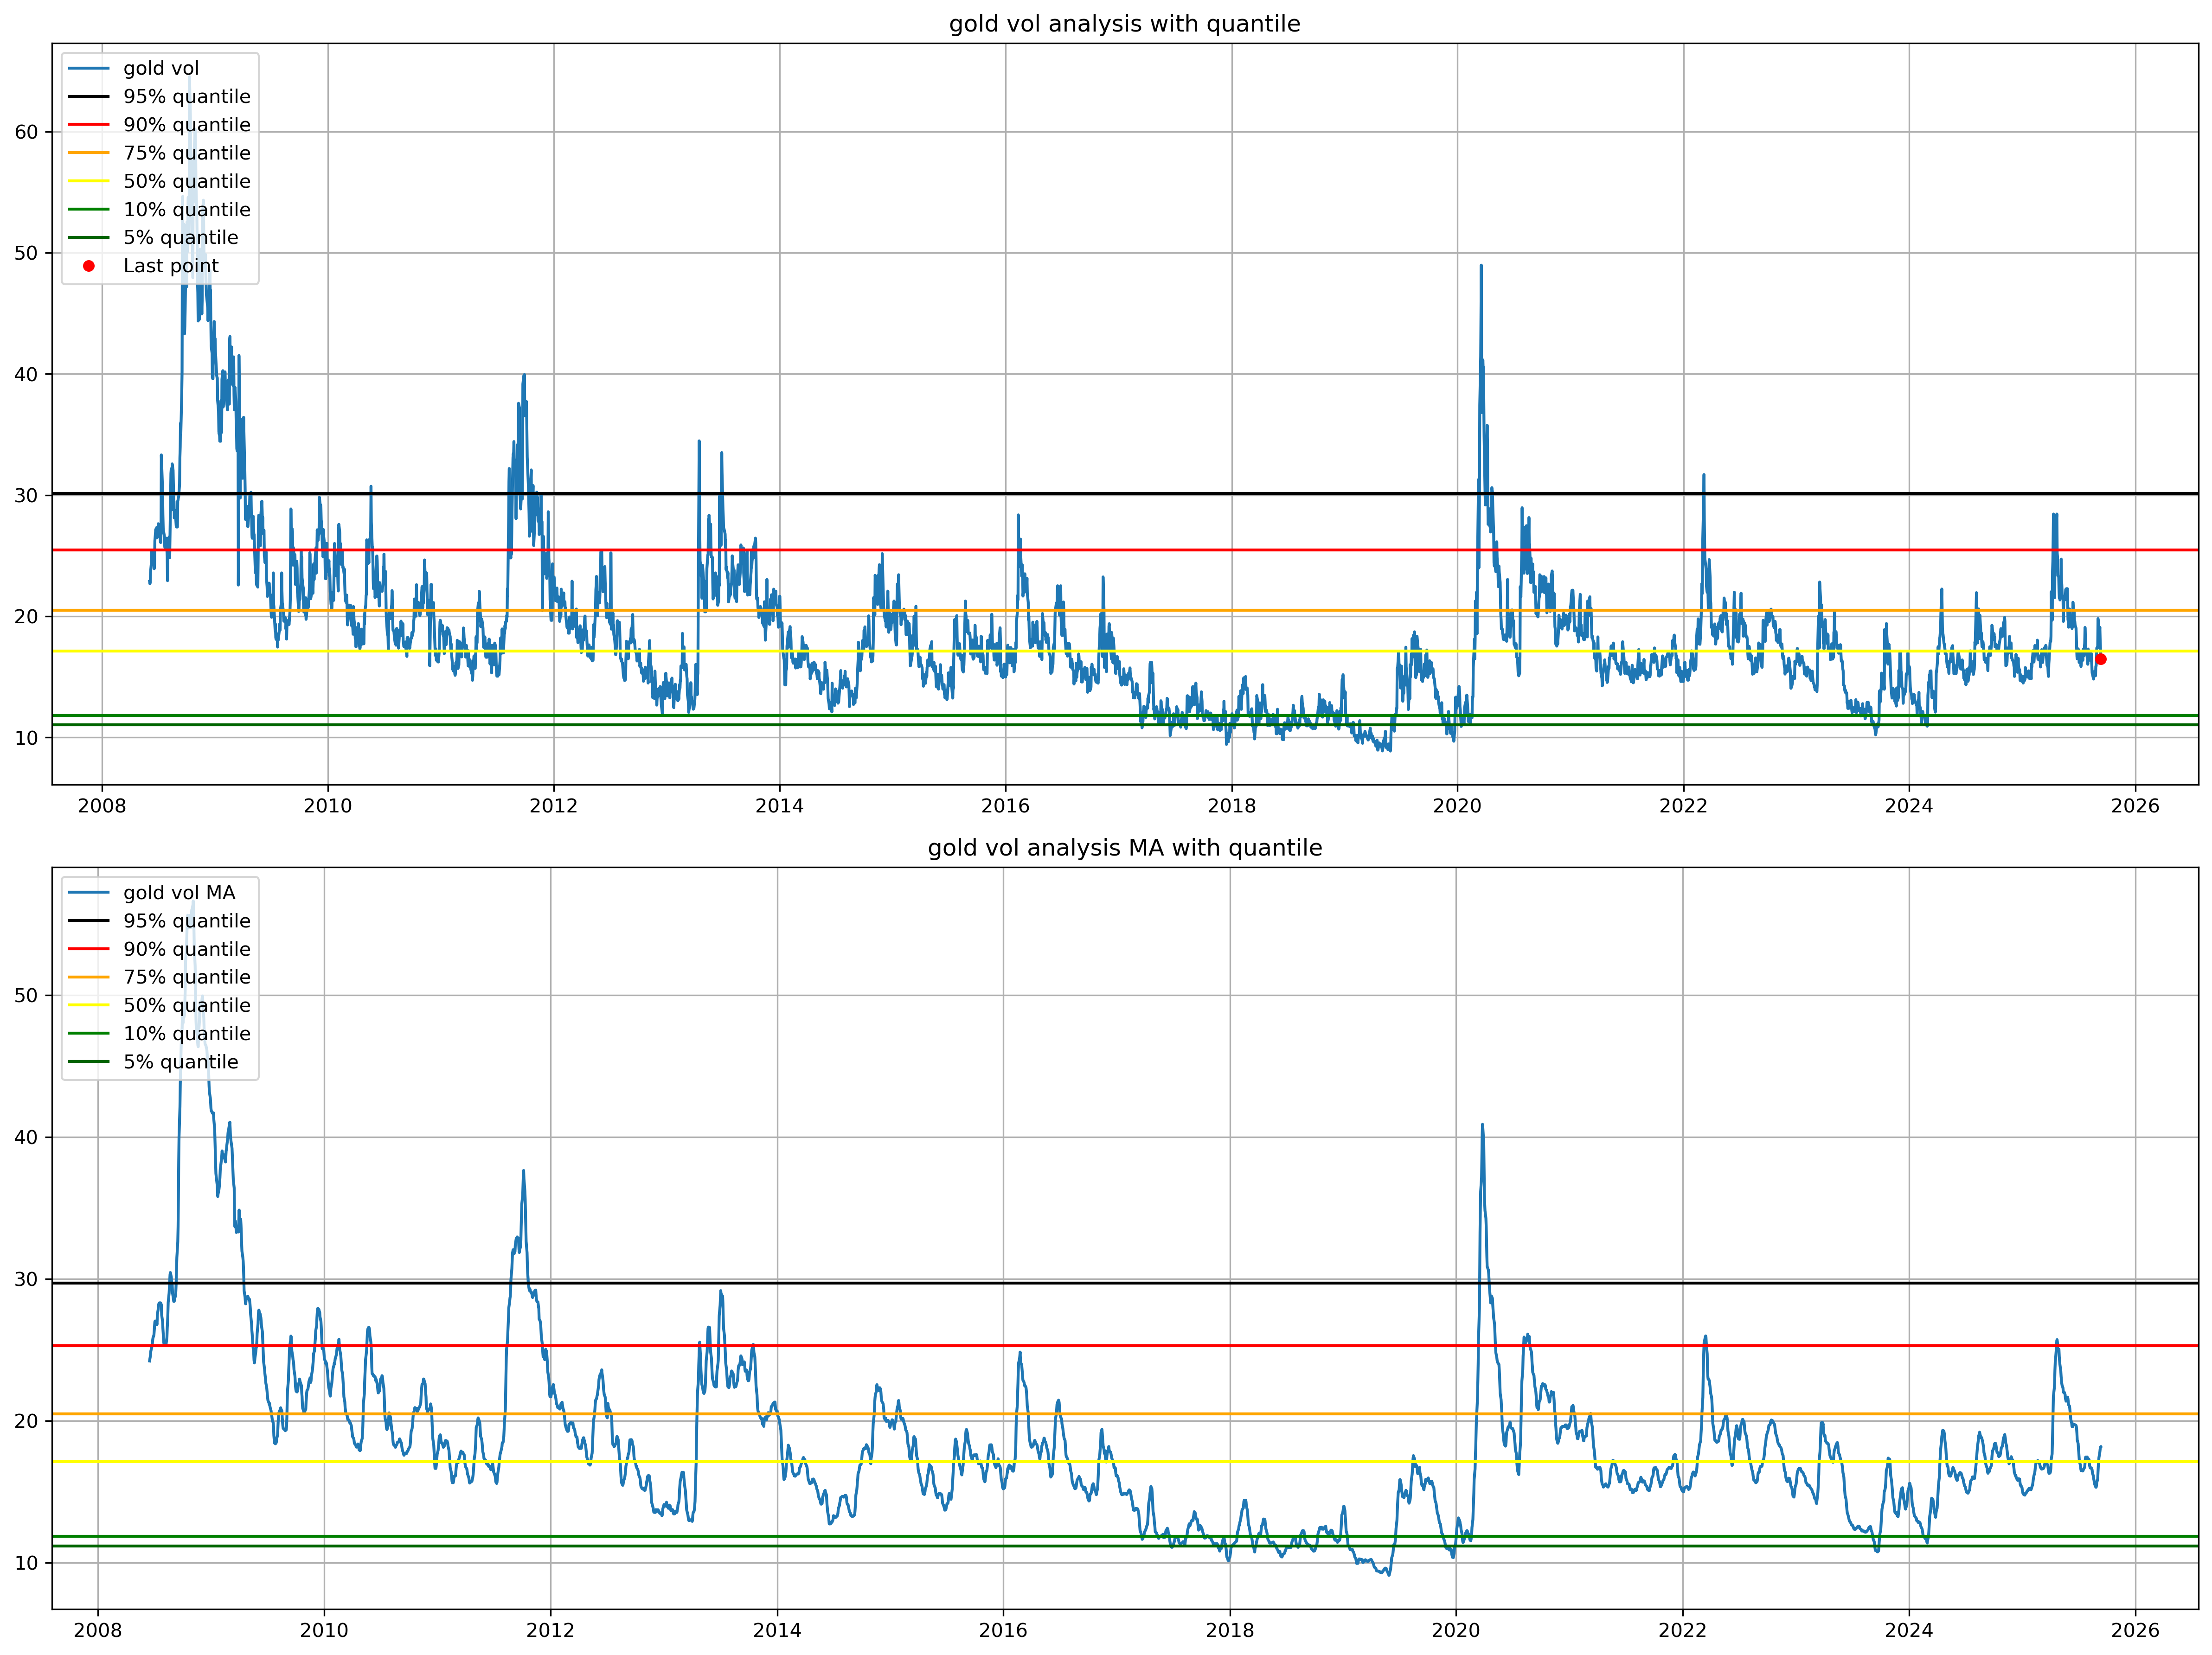 gold vol analysis with quantile
gold vol
95% quantile
90% quantile
75% quantile
50% quantile
10% quantile
5% quantile
Last point
60
50
40
30
20
10
2008 2010 2012 2014 2016 2018 2020 2022 2024 2026
gold vol analysis MA with quantile
gold vol MA
95% quantile
90% quantile
75% quantile
50% quantile
10% quantile
5% quantile
50
40
30
20
10
2008 2010 2012 2014 2016 2018 2020 2022 2024 2026